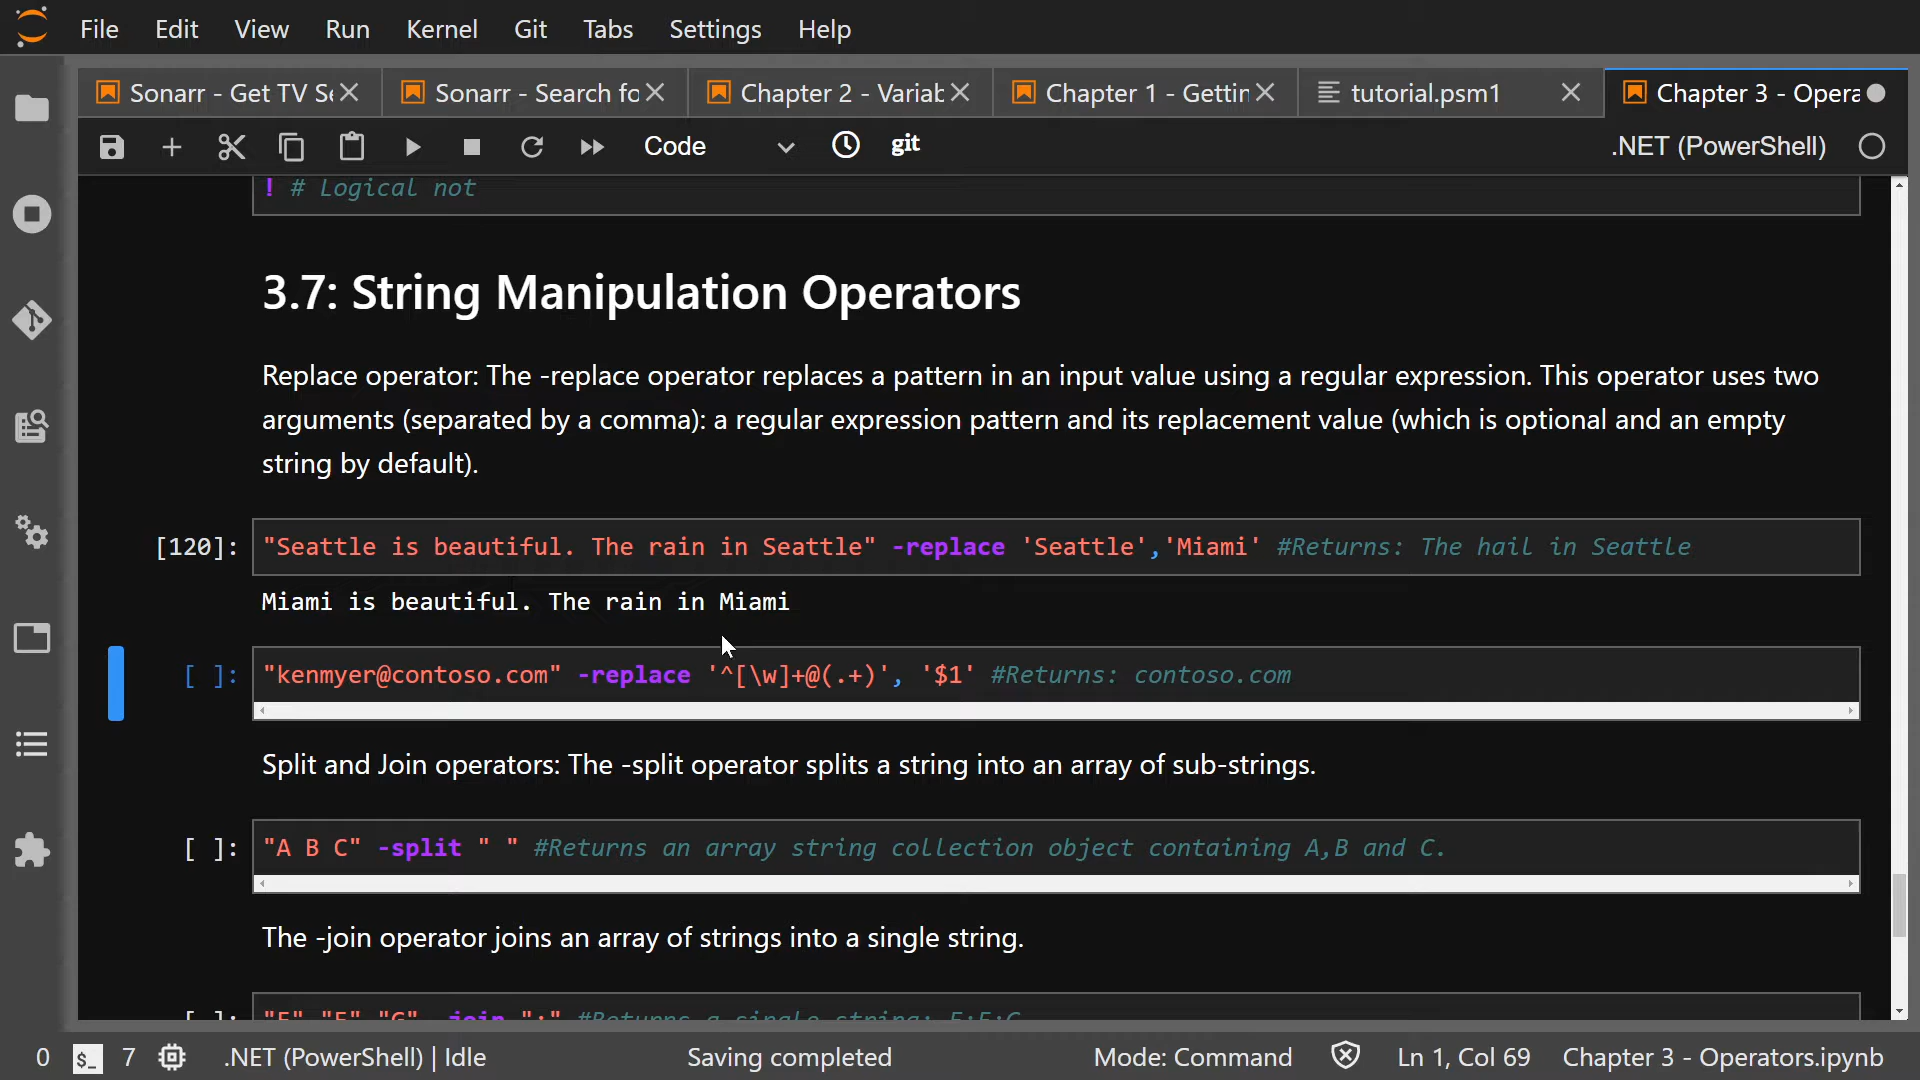 File Edit View Run Kernel Git Tabs Settings Help
Sonarr - Get TV Se Sonarr - Search fo Chapter 2 - Variab Chapter 1 - Gettin tutorial.psm1 Chapter 3 - Opera
Code git .NET (PowerShell)
! # Logical not
3.7: String Manipulation Operators
Replace operator: The -replace operator replaces a pattern in an input value using a regular expression. This operator uses two
arguments (separated by a comma): a regular expression pattern and its replacement value (which is optional and an empty
string by default).
[120]: "Seattle is beautiful. The rain in Seattle" -replace 'Seattle','Miami' #Returns: The hail in Seattle
Miami is beautiful. The rain in Miami
[ ]: "kenmyer@contoso.com" -replace '^[\w]+@(.+)', '$1' #Returns: contoso.com
Split and Join operators: The -split operator splits a string into an array of sub-strings.
[ ]: "A B C" -split " " #Returns an array string collection object containing A,B and C.
The -join operator joins an array of strings into a single string.
[ ]: "E","F","G" -join ":" #Returns a single string: E:F:G
0 $_ 7 .NET (PowerShell) | Idle Saving completed Mode: Command Ln 1, Col 69 Chapter 3 - Operators.ipynb